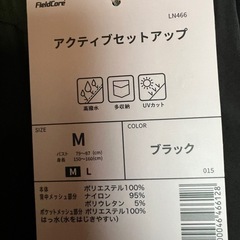 FieldCore
LN466
アクティブセットアップ
高撥水
多収納
UVカット
SIZE
M
バスト 79~87 (cm)
身長 150~160(cm)
M L
COLOR
ブラック
015
本体 ポリエステル100%
背中メッシュ部分 ナイロン 95%
ポリウレタン 5%
ポケットメッシュ部分 ポリエステル100%
はっ水(水をはじきやすい)
000046466128